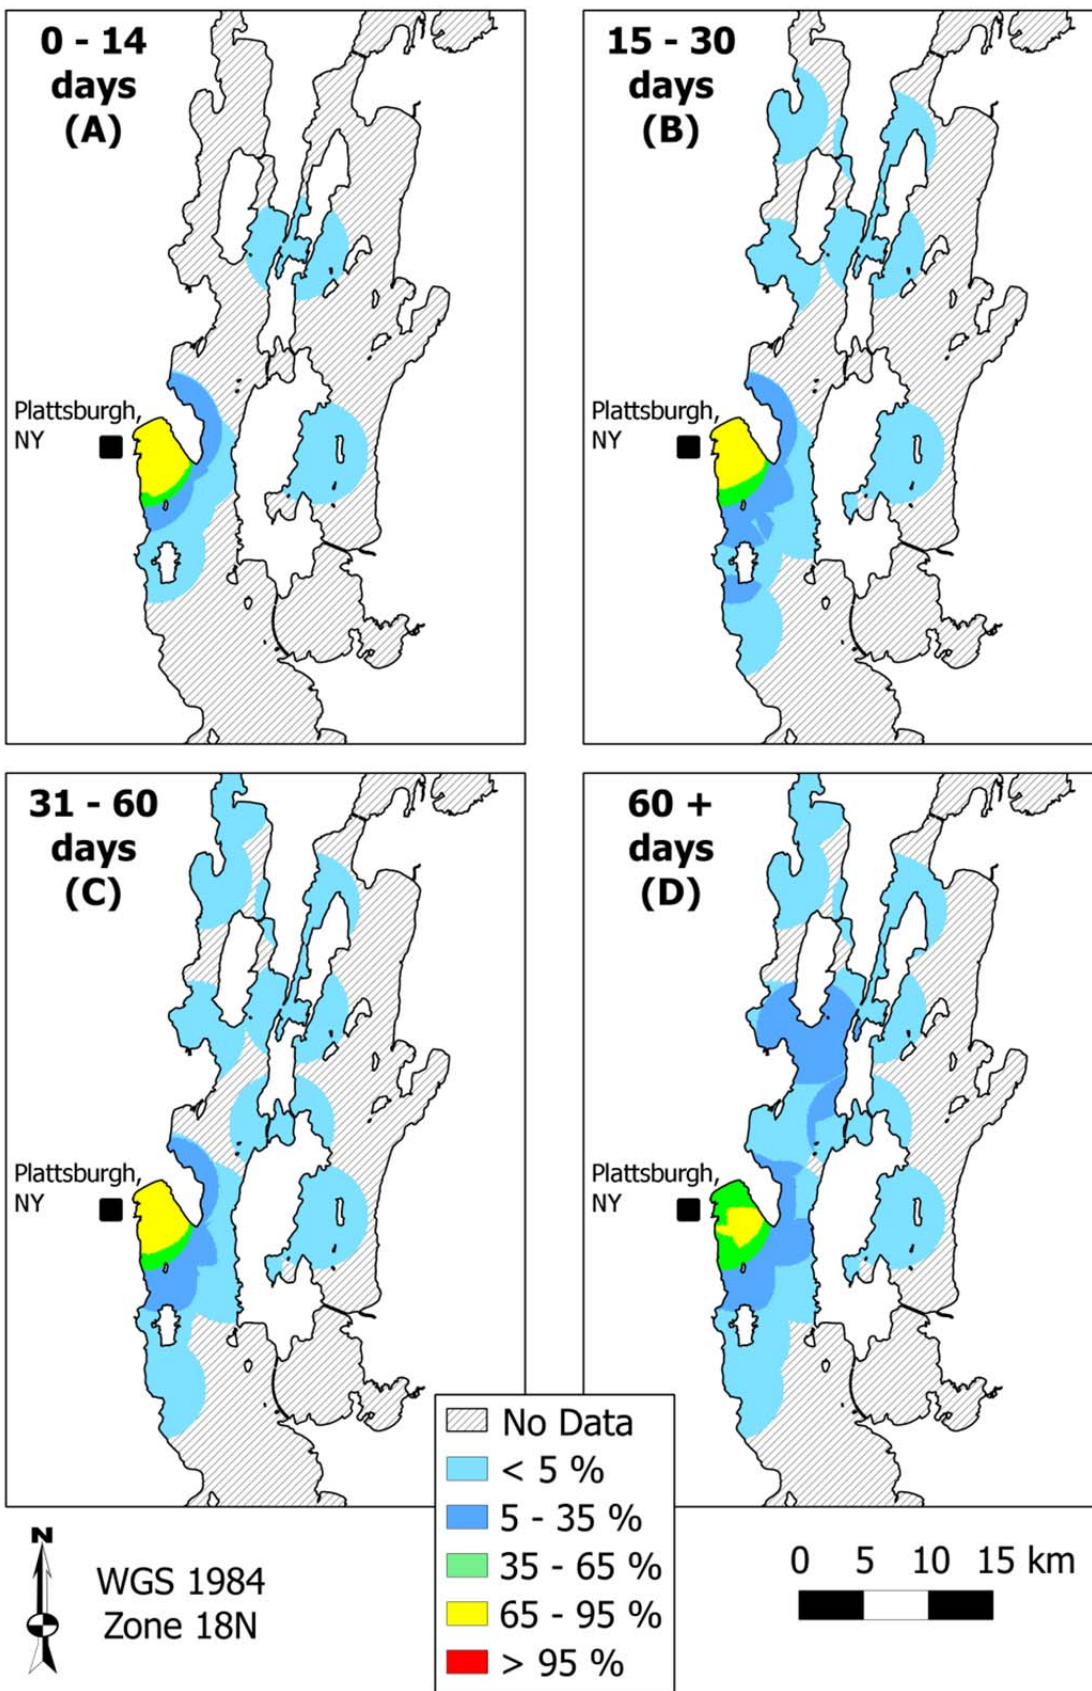 0 - 14
days
(A)
Plattsburgh,
NY
15 - 30
days
(B)
Plattsburgh,
NY
31 - 60
days
(C)
Plattsburgh,
NY
60 +
days
(D)
Plattsburgh,
NY
N
WGS 1984
Zone 18N
No Data
< 5 %
5 - 35 %
35 - 65 %
65 - 95 %
> 95 %
0 5 10 15 km